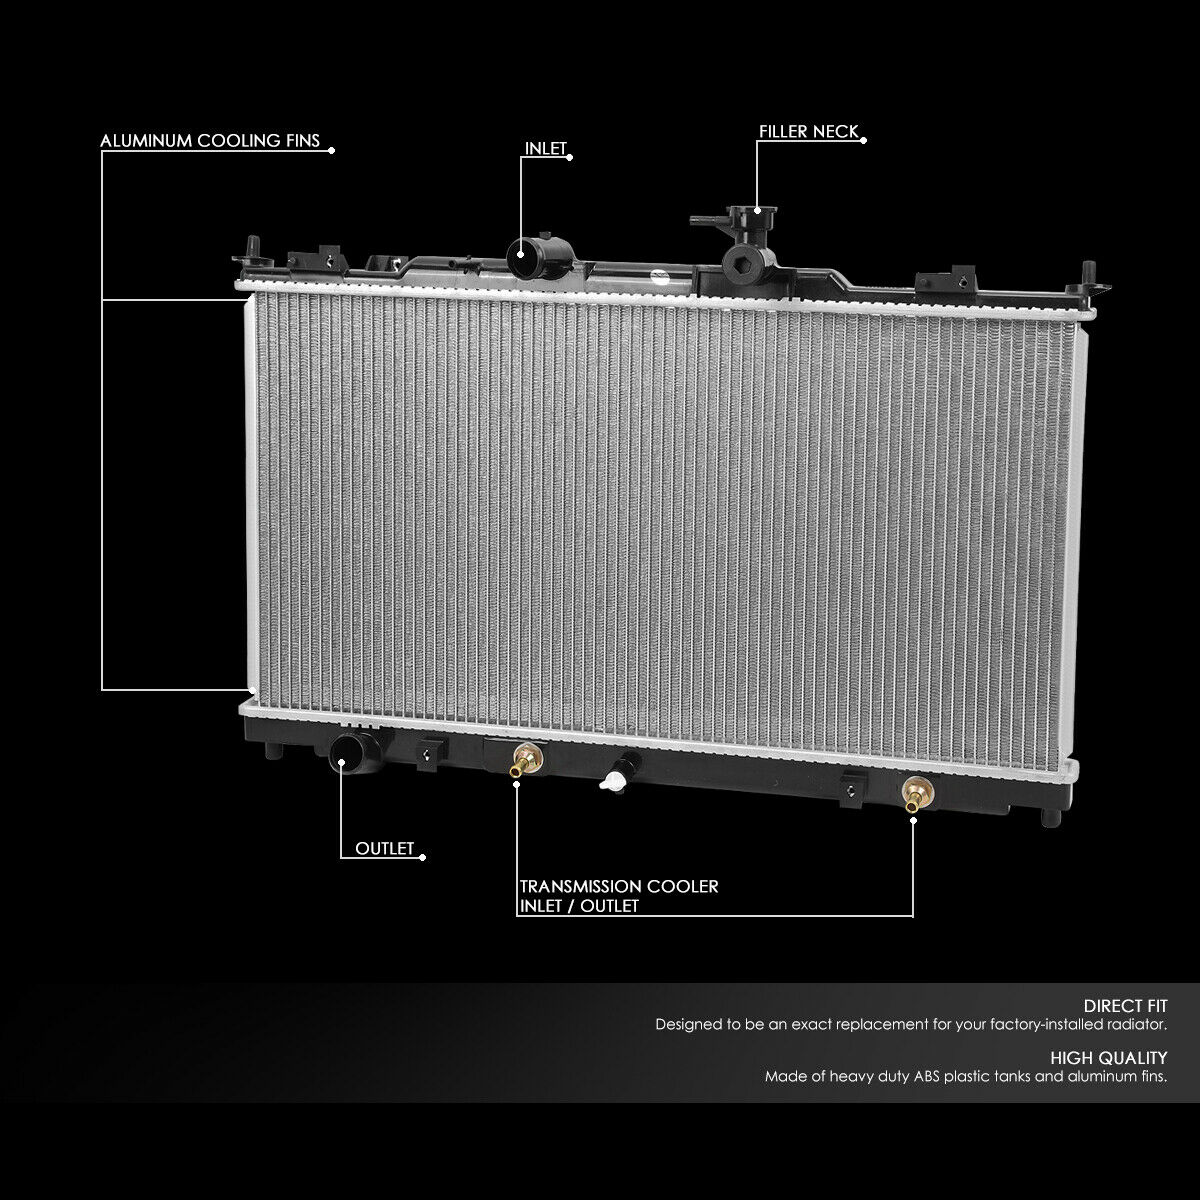 ALUMINUM COOLING FINS
INLET
FILLER NECK
OUTLET
TRANSMISSION COOLER
INLET / OUTLET
DIRECT FIT
Designed to be an exact replacement for your factory-installed radiator.
HIGH QUALITY
Made of heavy duty ABS plastic tanks and aluminum fins.